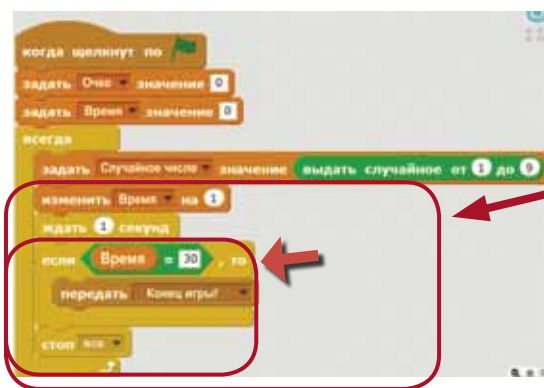 когда щелкнут по
задать Очки значение 0
задать Время значение 0
всегда
задать Случайное число значение выдать случайное от 1 до 9
изменить Время на 1
ждать 1 секунд
если Время = 30 , то
передать Конец игры!
стоп все